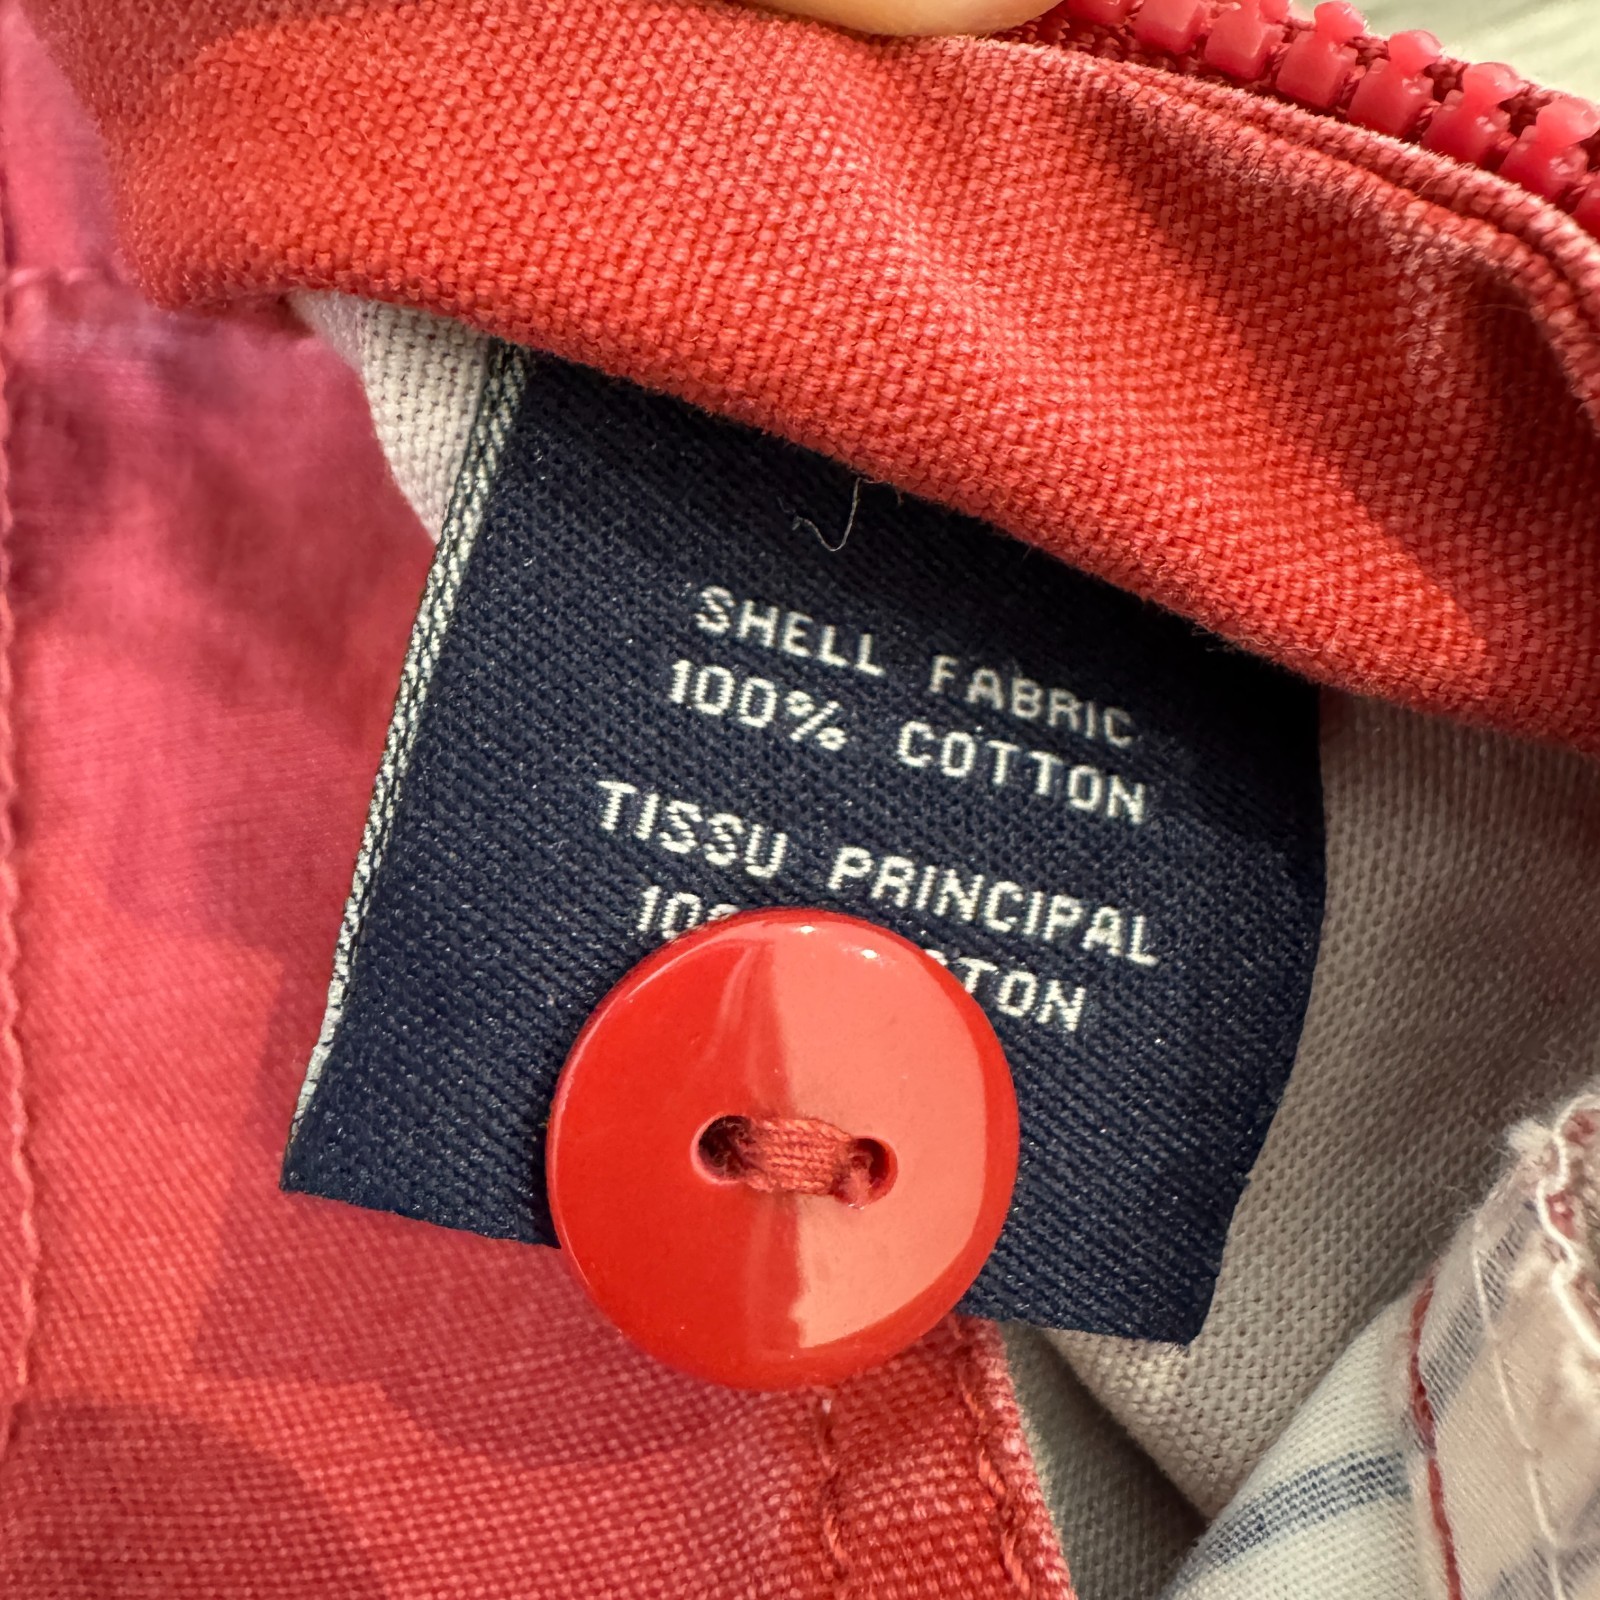 SHELL FABRIC
100% COTTON
TISSU PRINCIPAL